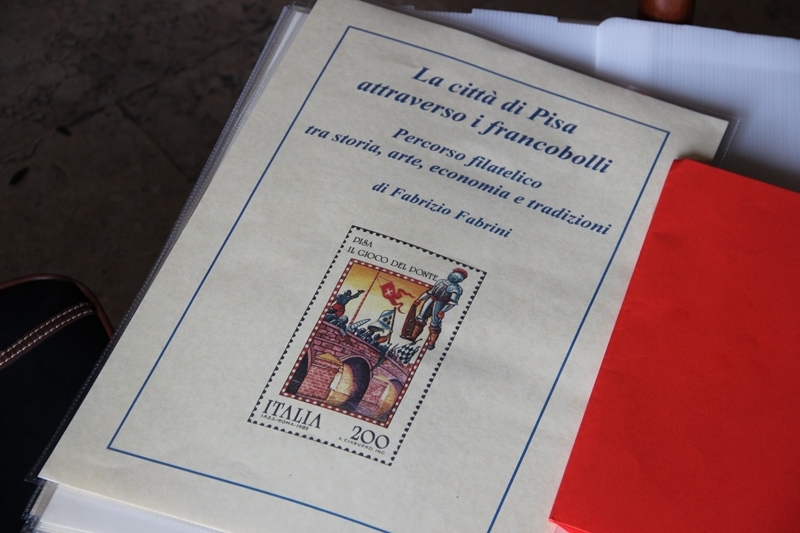 La città di Pisa
attraverso i francobolli
Percorso filatelico
tra storia, arte, economia e tradizioni
di Fabrizio Fabrini
PISA
IL GIOCO DEL PONTE
ITALIA
200